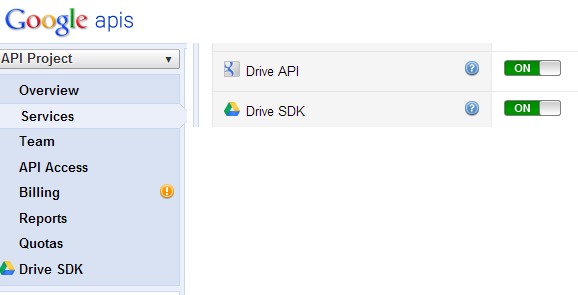 Google apis
API Project
Overview
Services
Team
API Access
Billing
Reports
Quotas
Drive SDK
Drive API ON
Drive SDK ON